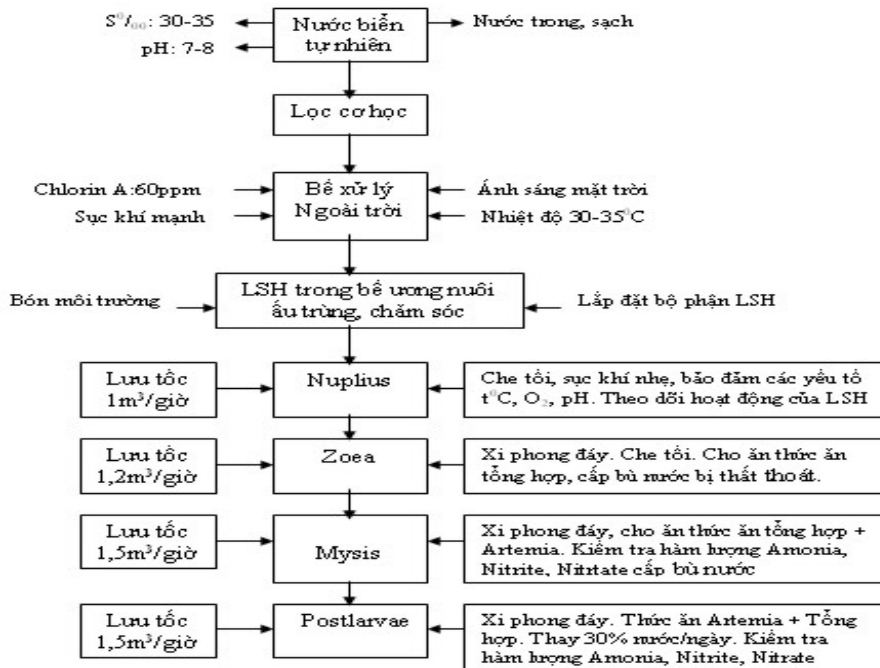 S⁰/₀₀: 30-35
pH: 7-8
Nước biển
tự nhiên
Nước trong, sạch
Lọc cơ học
Chlorin A:60ppm
Sục khí mạnh
Bể xử lý
Ngoài trời
Ánh sáng mặt trời
Nhiệt độ 30-35⁰C
Bón môi trường
LSH trong bể ương nuôi
ấu trùng, chăm sóc
Lắp đặt bộ phận LSH
Lưu tốc
1m³/giờ
Nuplius
Che tối, sục khí nhẹ, bảo đảm các yếu tố
t⁰C, O₂, pH. Theo dõi hoạt động của LSH
Lưu tốc
1,2m³/giờ
Zoea
Xi phong đáy. Che tối. Cho ăn thức ăn
tổng hợp, cấp bù nước bị thất thoát.
Lưu tốc
1,5m³/giờ
Mysis
Xi phong đáy, cho ăn thức ăn tổng hợp +
Artemia. Kiểm tra hàm lượng Amonia,
Nitrite, Nitrtate cấp bù nước
Lưu tốc
1,5m³/giờ
Postlarvae
Xi phong đáy. Thức ăn Artemia + Tổng
hợp. Thay 30% nước/ngày. Kiểm tra
hàm lượng Amonia, Nitrite, Nitrate